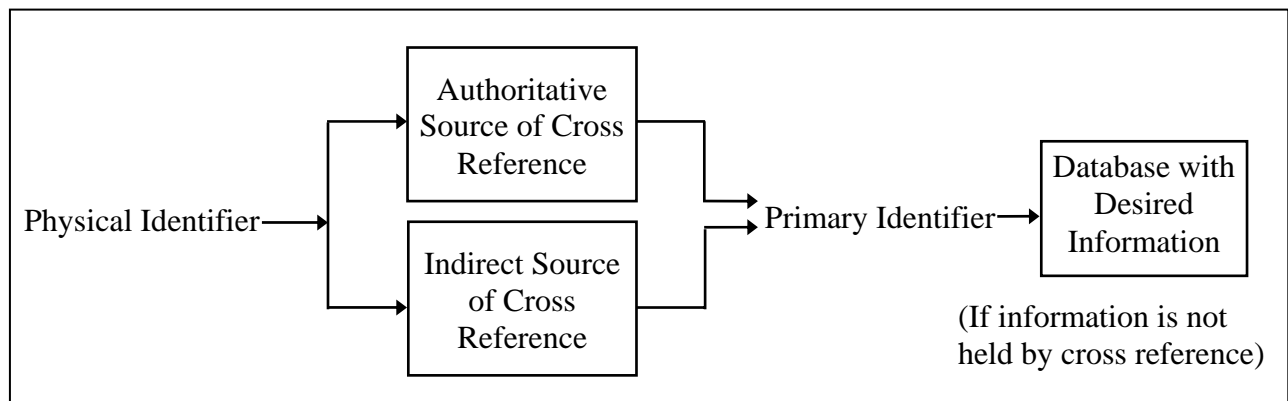 Physical Identifier
Authoritative
Source of Cross
Reference
Indirect Source
of Cross
Reference
Primary Identifier
Database with
Desired
Information
(If information is not
held by cross reference)